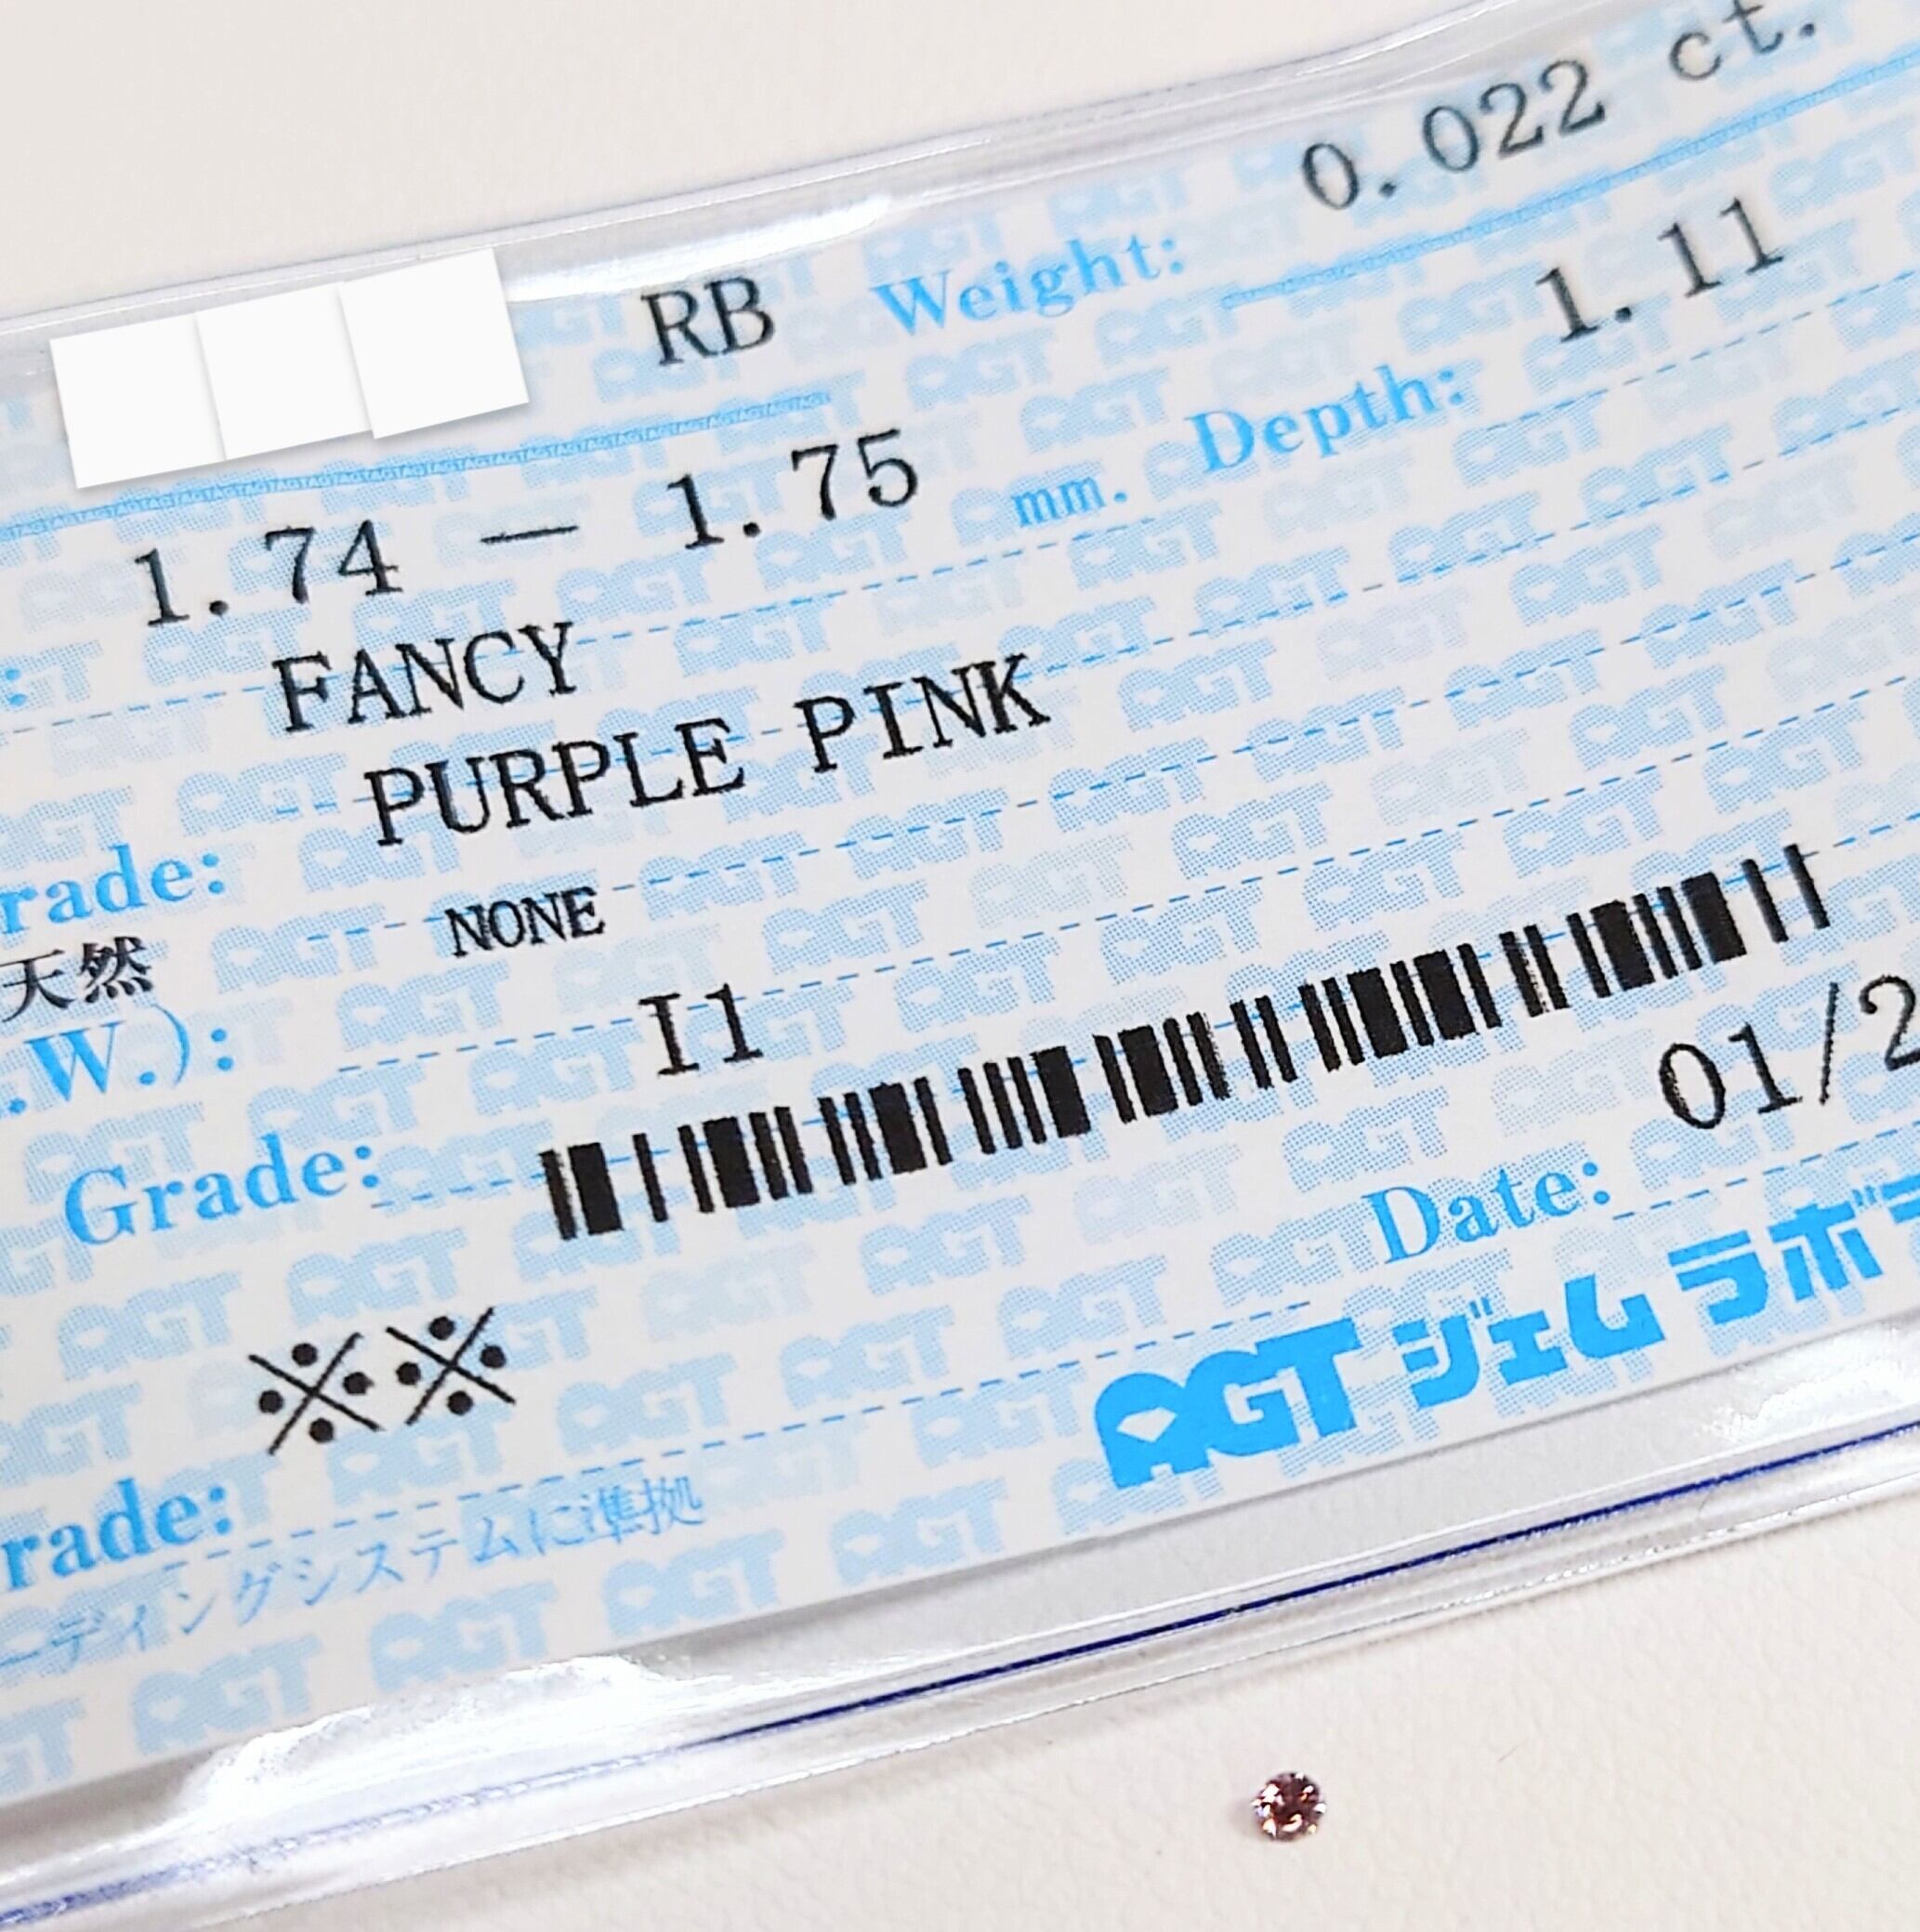 RB Weight: 0.022 ct.
1.74 — 1.75 mm. Depth: 1.11
: FANCY
PURPLE PINK
rade:
天然 NONE
.W.):
I1
Grade:
01/2
Date:
※※
AGT ジェム ラボラ
rade:
ーディングシステムに準拠